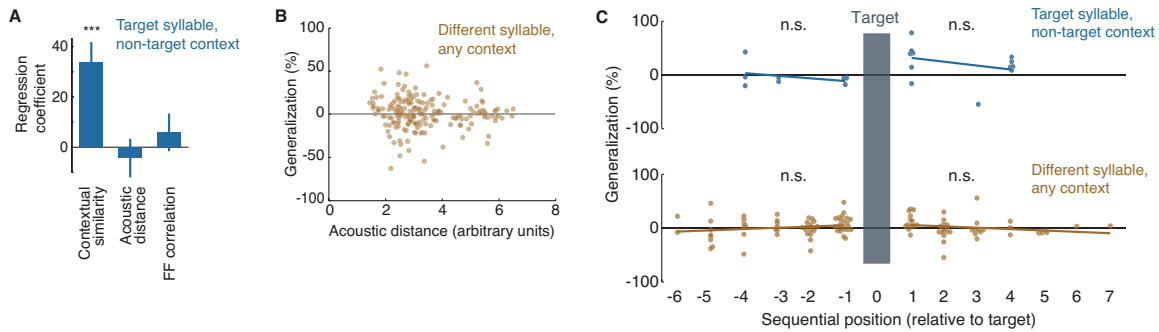 A
Target syllable,
non-target context
***
40
20
0
Regression
coefficient
Contextual
similarity
Acoustic
distance
FF correlation
B
Different syllable,
any context
100
50
0
-50
-100
Generalization (%)
0 2 4 6 8
Acoustic distance (arbitrary units)
C
Target
n.s. n.s.
Target syllable,
non-target context
100
0
-100
Generalization (%)
n.s. n.s.
Different syllable,
any context
100
0
-100
-6 -5 -4 -3 -2 -1 0 1 2 3 4 5 6 7
Sequential position (relative to target)